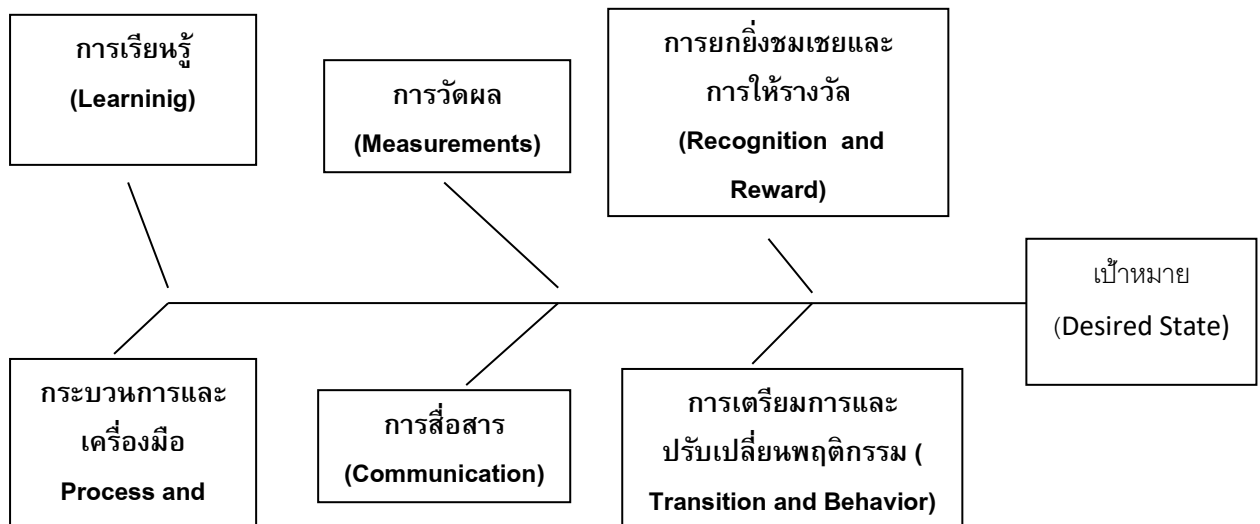 การเรียนรู้
(Learninig)
การวัดผล
(Measurements)
การยกยิ่งชมเชยและ
การให้รางวัล
(Recognition and
Reward)
เป้าหมาย
(Desired State)
กระบวนการและ
เครื่องมือ
Process and
การสื่อสาร
(Communication)
การเตรียมการและ
ปรับเปลี่ยนพฤติกรรม (
Transition and Behavior)